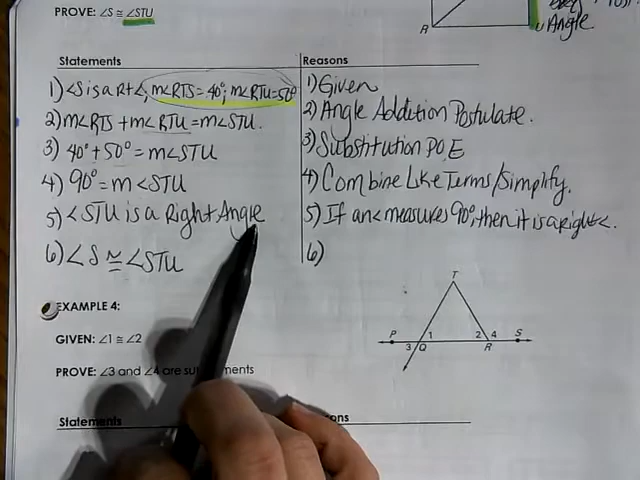 PROVE: ∠S ≅ ∠STU
R
U Angle
Statements
Reasons
1) ∠S is a Rt ∠, m∠RTS = 40°; m∠RTU = 50°
1) Given
2) m∠RTS + m∠RTU = m∠STU.
2) Angle Addition Postulate.
3) 40° + 50° = m∠STU
3) Substitution POE
4) 90° = m∠STU
4) Combine Like Terms/Simplify.
5) ∠STU is a Right Angle
5) If an ∠ measures 90°, then it is a right ∠.
6) ∠S ≅ ∠STU
6)
EXAMPLE 4:
GIVEN: ∠1 ≅ ∠2
PROVE: ∠3 and ∠4 are
T
P 1 2 4 S
3 Q R
Statements